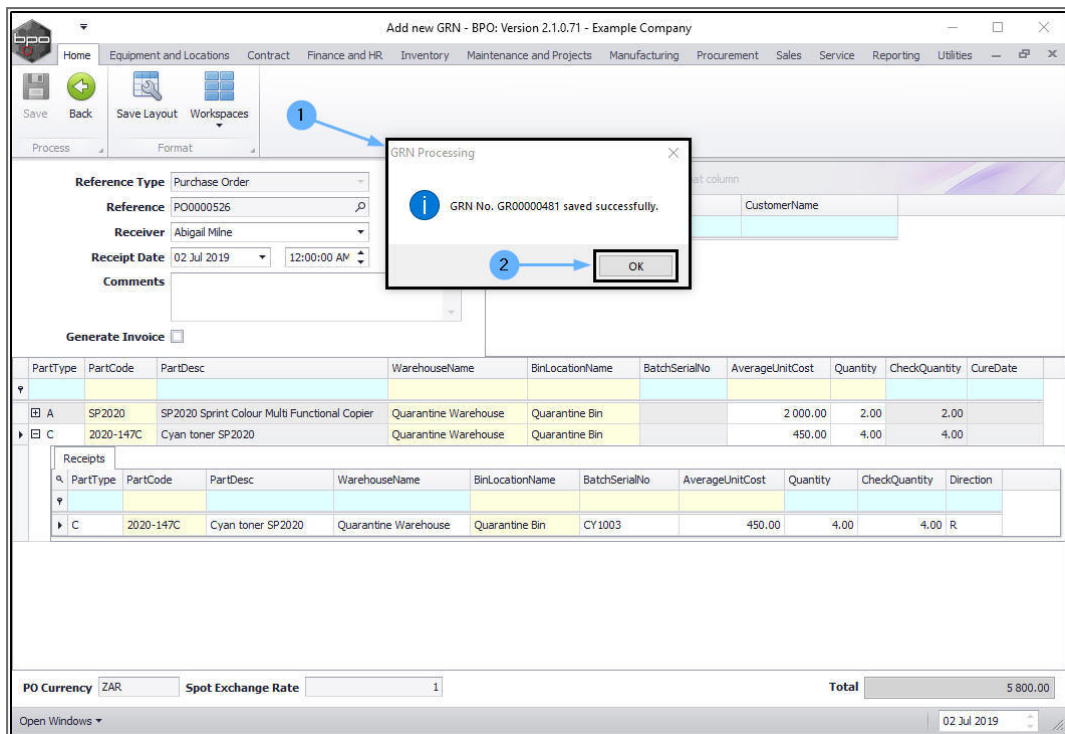 Add new GRN - BPO: Version 2.1.0.71 - Example Company
bpo
Home Equipment and Locations Contract Finance and HR Inventory Maintenance and Projects Manufacturing Procurement Sales Service Reporting Utilities
Save Back Save Layout Workspaces
Process Format
1
GRN Processing
GRN No. GR00000481 saved successfully.
2
OK
at column
CustomerName
Reference Type Purchase Order
Reference PO0000526
Receiver Abigail Milne
Receipt Date 02 Jul 2019 12:00:00 AM
Comments
Generate Invoice
PartType PartCode PartDesc WarehouseName BinLocationName BatchSerialNo AverageUnitCost Quantity CheckQuantity CureDate
A SP2020 SP2020 Sprint Colour Multi Functional Copier Quarantine Warehouse Quarantine Bin 2 000.00 2.00 2.00
C 2020-147C Cyan toner SP2020 Quarantine Warehouse Quarantine Bin 450.00 4.00 4.00
Receipts
PartType PartCode PartDesc WarehouseName BinLocationName BatchSerialNo AverageUnitCost Quantity CheckQuantity Direction
C 2020-147C Cyan toner SP2020 Quarantine Warehouse Quarantine Bin CY1003 450.00 4.00 4.00 R
PO Currency ZAR Spot Exchange Rate 1 Total 5 800.00
Open Windows 02 Jul 2019